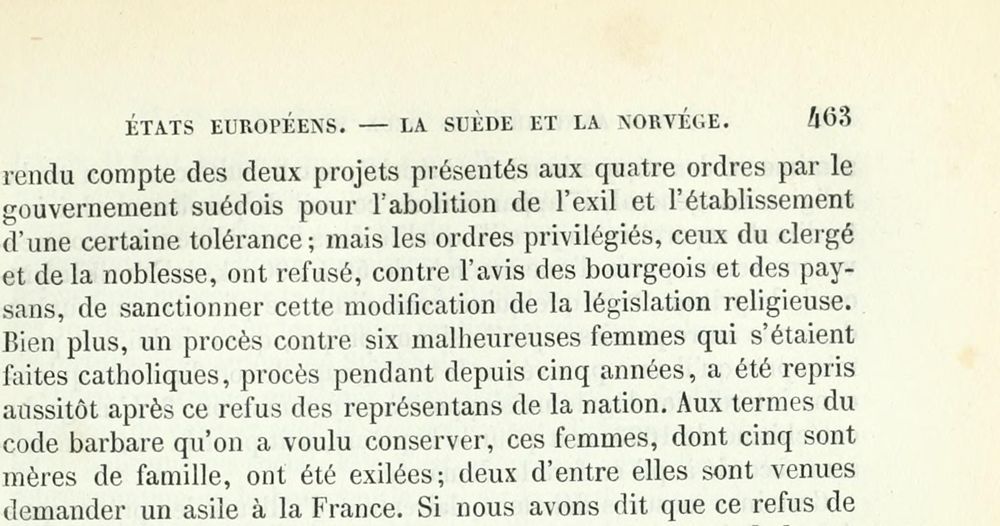 ÉTATS EUROPÉENS. — LA SUÈDE ET LA NORVÉGE. 463
rendu compte des deux projets présentés aux quatre ordres par le
gouvernement suédois pour l'abolition de l'exil et l'établissement
d'une certaine tolérance; mais les ordres privilégiés, ceux du clergé
et de la noblesse, ont refusé, contre l'avis des bourgeois et des pay-
sans, de sanctionner cette modification de la législation religieuse.
Bien plus, un procès contre six malheureuses femmes qui s'étaient
faites catholiques, procès pendant depuis cinq années, a été repris
aussitôt après ce refus des représentans de la nation. Aux termes du
code barbare qu'on a voulu conserver, ces femmes, dont cinq sont
mères de famille, ont été exilées; deux d'entre elles sont venues
demander un asile à la France. Si nous avons dit que ce refus de